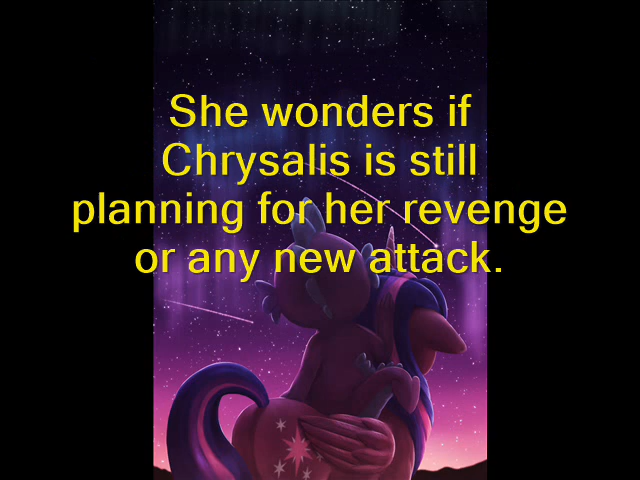 She wonders if
Chrysalis is still
planning for her revenge
or any new attack.